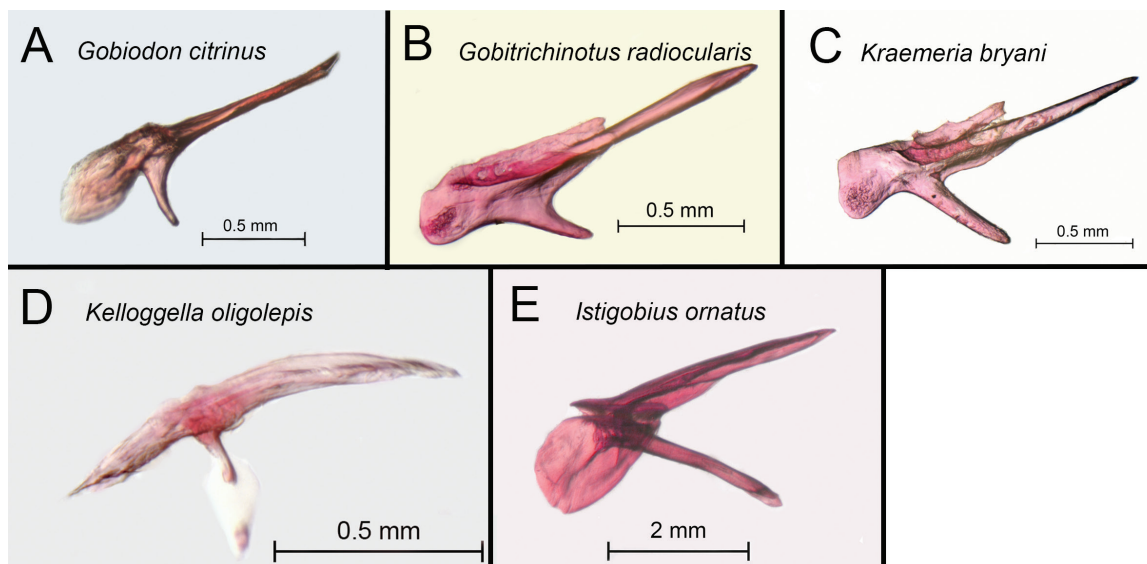 A Gobiodon citrinus
0.5 mm
B Gobitrichinotus radiocularis
0.5 mm
C Kraemeria bryani
0.5 mm
D Kelloggella oligolepis
0.5 mm
E Istigobius ornatus
2 mm